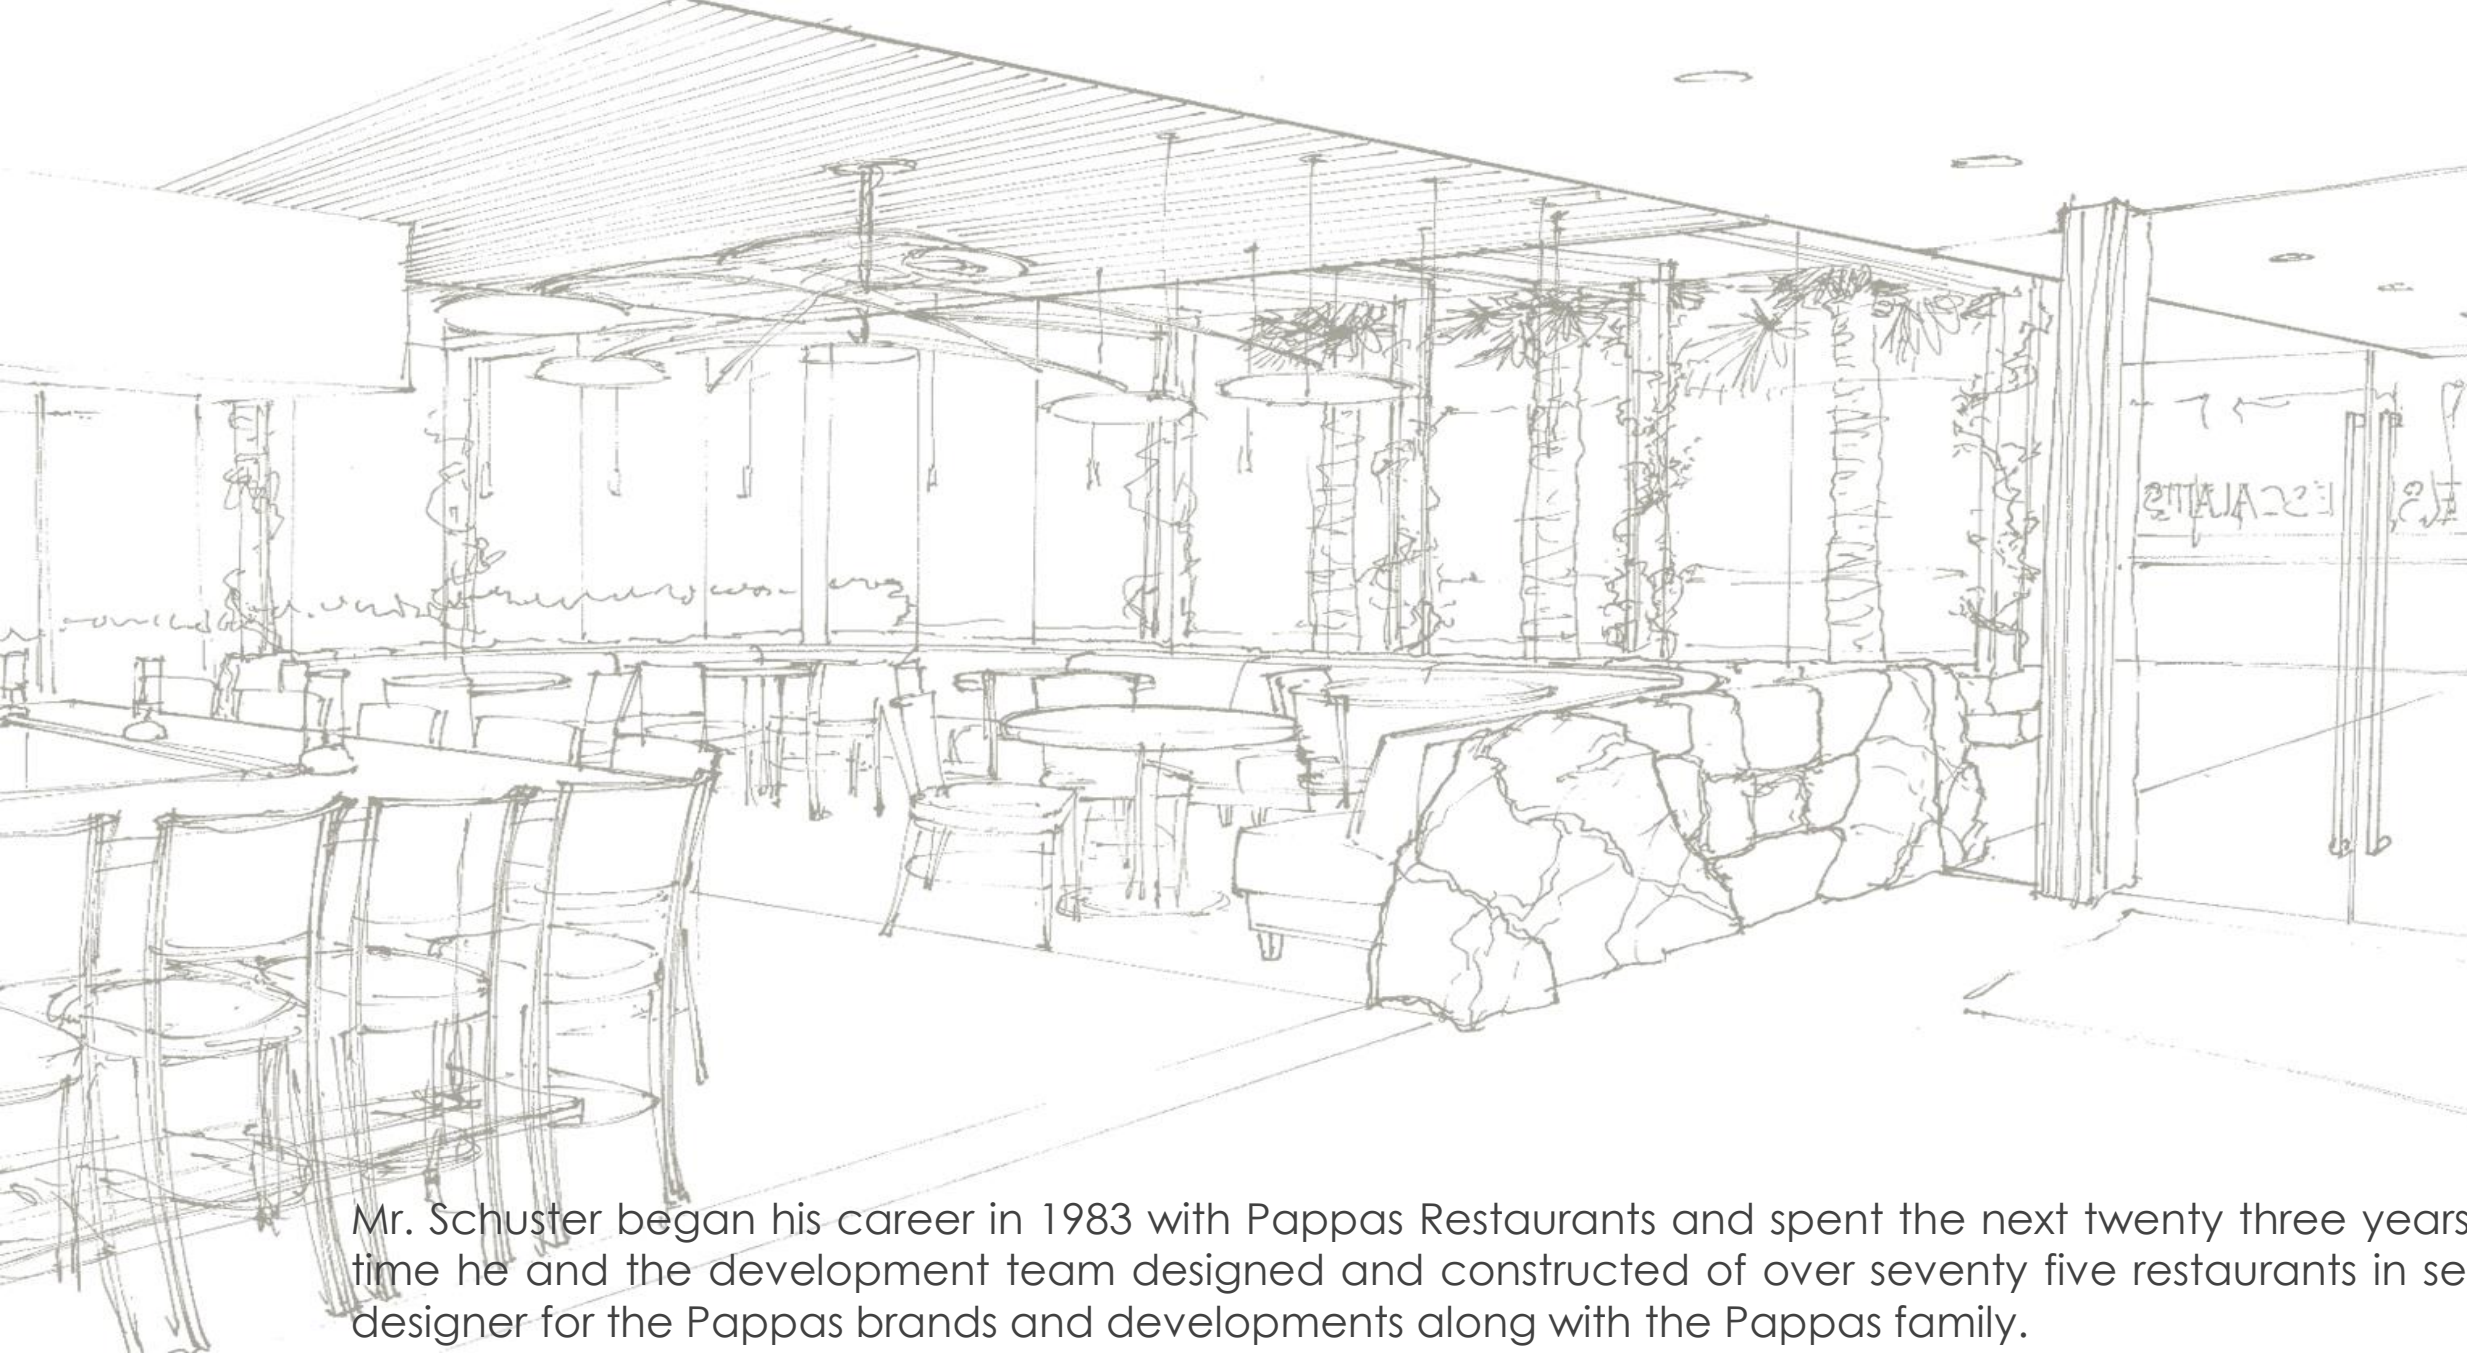 Mr. Schuster began his career in 1983 with Pappas Restaurants and spent the next twenty three years
time he and the development team designed and constructed of over seventy five restaurants in se
designer for the Pappas brands and developments along with the Pappas family.